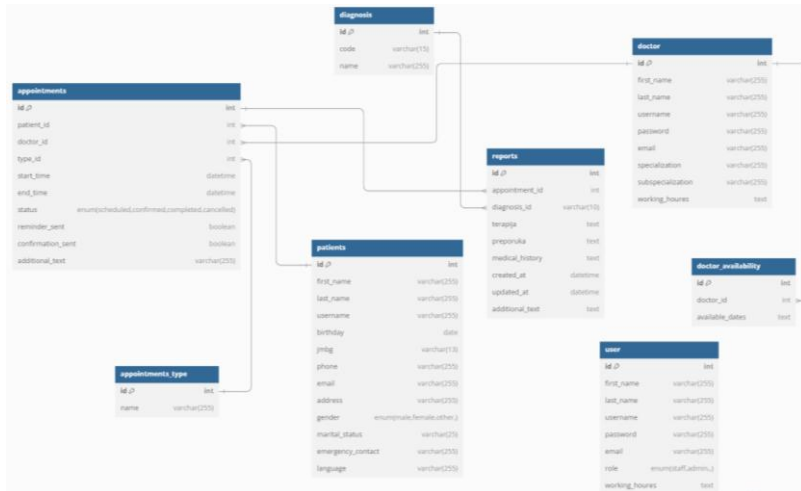 diagnosis
id int
code varchar(15)
name varchar(255)
doctor
id int
first_name varchar(255)
last_name varchar(255)
username varchar(255)
password varchar(255)
email varchar(255)
specialization varchar(255)
subspecialization varchar(255)
working_houres text
appointments
id int
patient_id int
doctor_id int
type_id int
start_time datetime
end_time datetime
status enum(scheduled,confirmed,completed,cancelled)
reminder_sent boolean
confirmation_sent boolean
additional_text varchar(255)
reports
id int
appointment_id int
diagnosis_id varchar(10)
terapija text
preporuka text
medical_history text
created_at datetime
updated_at datetime
additional_text text
patients
id int
first_name varchar(255)
last_name varchar(255)
username varchar(255)
birthday date
jmbg varchar(13)
phone varchar(255)
email varchar(255)
address varchar(255)
gender enum(male,female,other,)
marital_status varchar(25)
emergency_contact varchar(255)
language varchar(255)
doctor_availability
id int
doctor_id int
available_dates text
appointments_type
id int
name varchar(255)
user
id int
first_name varchar(255)
last_name varchar(255)
username varchar(255)
password varchar(255)
email varchar(255)
role enum(staff,admin,.)
working_houres text